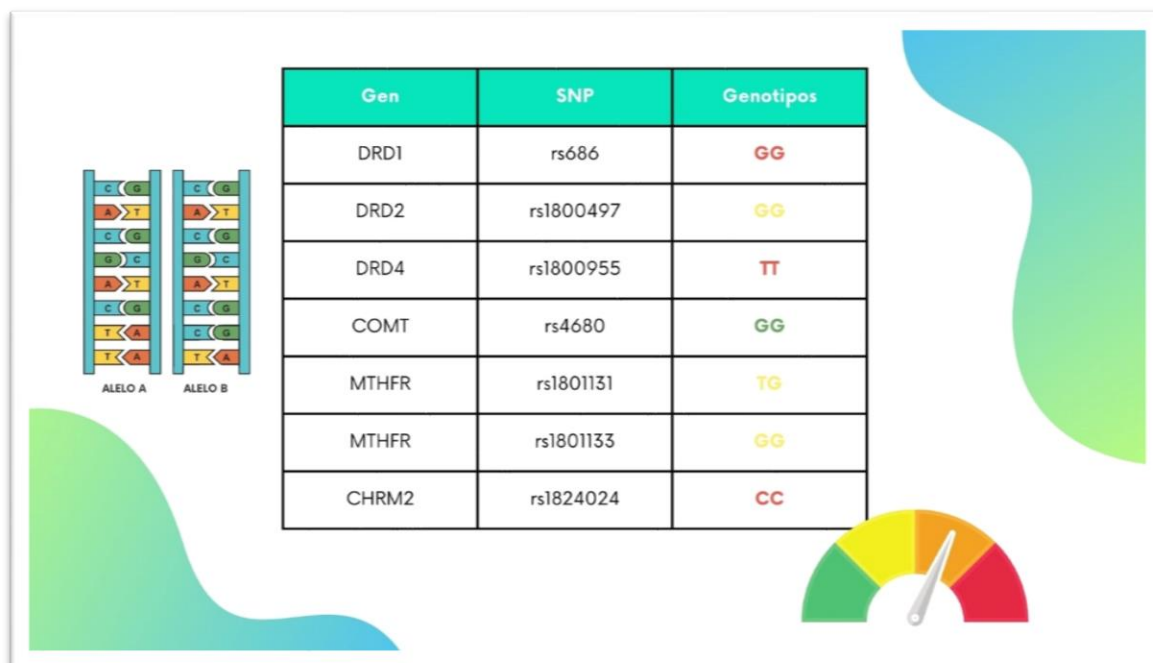 Gen SNP Genotipos
DRD1 rs686 GG
DRD2 rs1800497 GG
DRD4 rs1800955 TT
COMT rs4680 GG
MTHFR rs1801131 TG
MTHFR rs1801133 GG
CHRM2 rs1824024 CC
C G C G
A T A T
C G C G
G C G C
A T A T
C G C G
T A C G
T A T A
ALELO A ALELO B